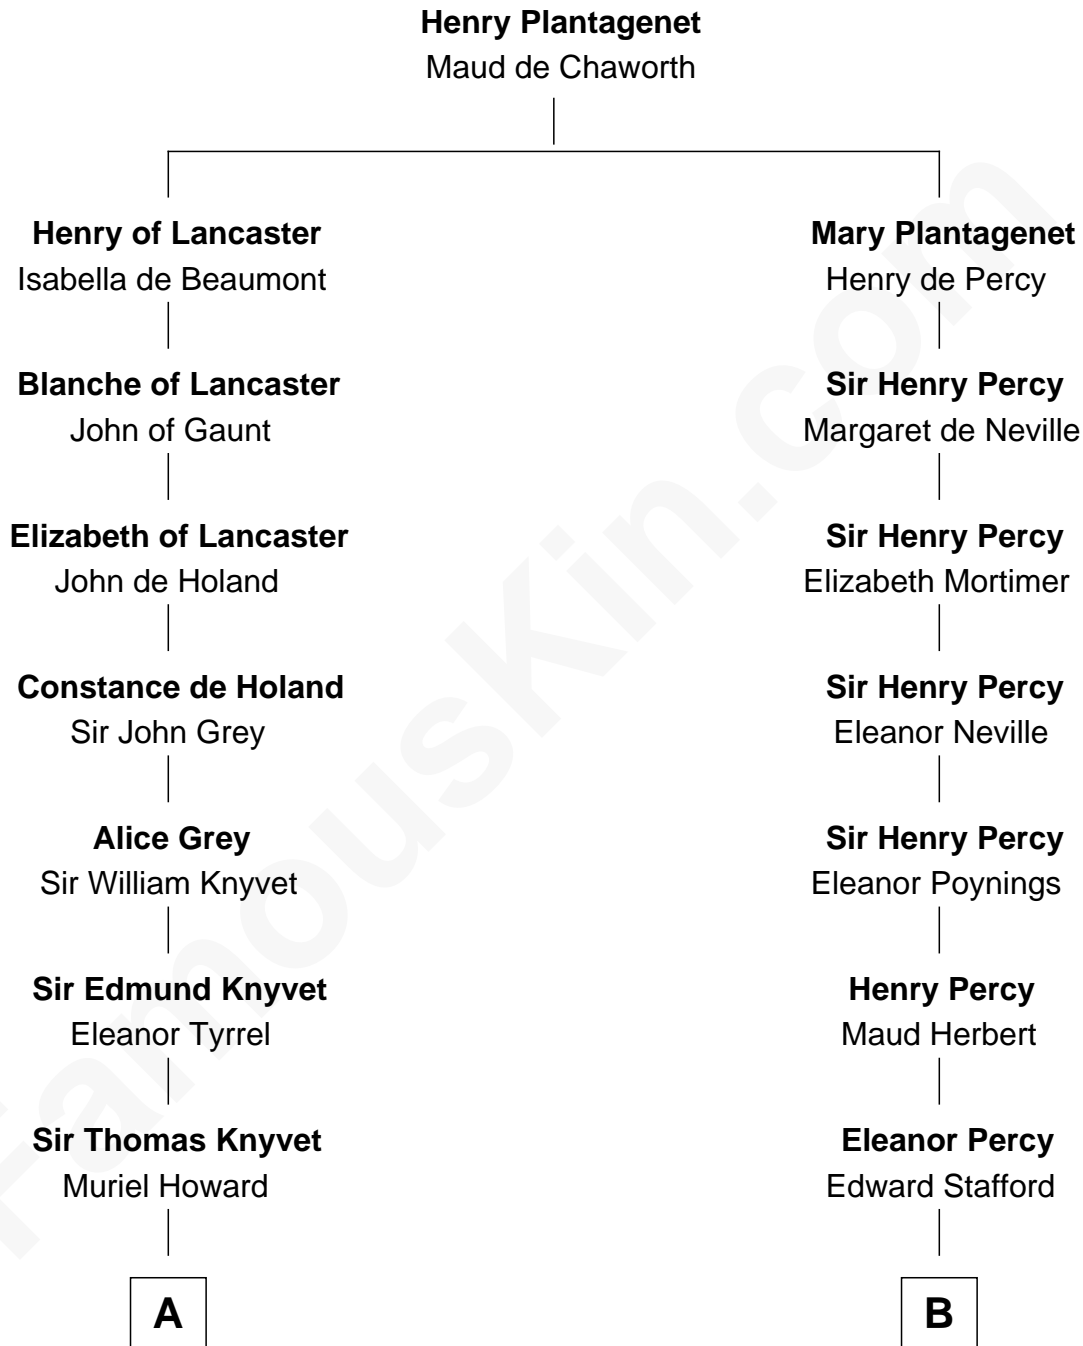 Henry Plantagenet
Maud de Chaworth
Henry of Lancaster
Isabella de Beaumont
Mary Plantagenet
Henry de Percy
Blanche of Lancaster
John of Gaunt
Sir Henry Percy
Margaret de Neville
Elizabeth of Lancaster
John de Holand
Sir Henry Percy
Elizabeth Mortimer
Constance de Holand
Sir John Grey
Sir Henry Percy
Eleanor Neville
Alice Grey
Sir William Knyvet
Sir Henry Percy
Eleanor Poynings
Sir Edmund Knyvet
Eleanor Tyrrel
Henry Percy
Maud Herbert
Sir Thomas Knyvet
Muriel Howard
Eleanor Percy
Edward Stafford
A
B
FamousKin.com